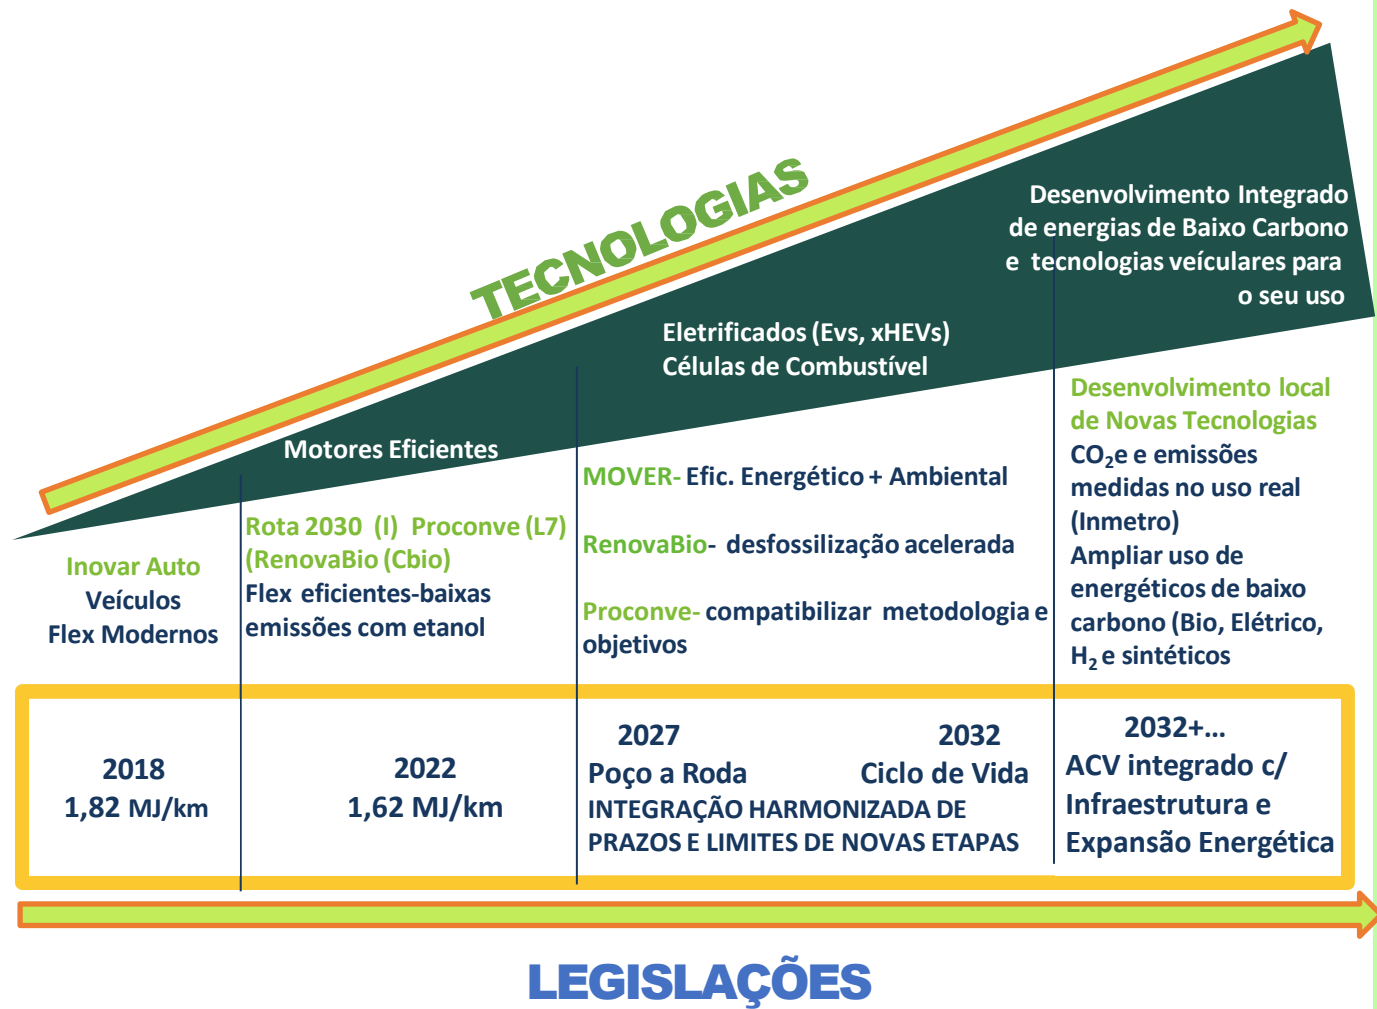 TECNOLOGIAS
Desenvolvimento Integrado
de energias de Baixo Carbono
e tecnologias veículares para
o seu uso
Eletrificados (Evs, xHEVs)
Células de Combustível
Motores Eficientes
Inovar Auto
Veículos
Flex Modernos
Rota 2030 (I) Proconve (L7)
(RenovaBio (Cbio)
Flex eficientes-baixas
emissões com etanol
MOVER- Efic. Energético + Ambiental
RenovaBio- desfossilização acelerada
Proconve- compatibilizar metodologia e
objetivos
Desenvolvimento local
de Novas Tecnologias
CO₂e e emissões
medidas no uso real
(Inmetro)
Ampliar uso de
energéticos de baixo
carbono (Bio, Elétrico,
H₂ e sintéticos
2018
1,82 MJ/km
2022
1,62 MJ/km
2027
Poço a Roda
2032
Ciclo de Vida
INTEGRAÇÃO HARMONIZADA DE
PRAZOS E LIMITES DE NOVAS ETAPAS
2032+...
ACV integrado c/
Infraestrutura e
Expansão Energética
LEGISLAÇÕES